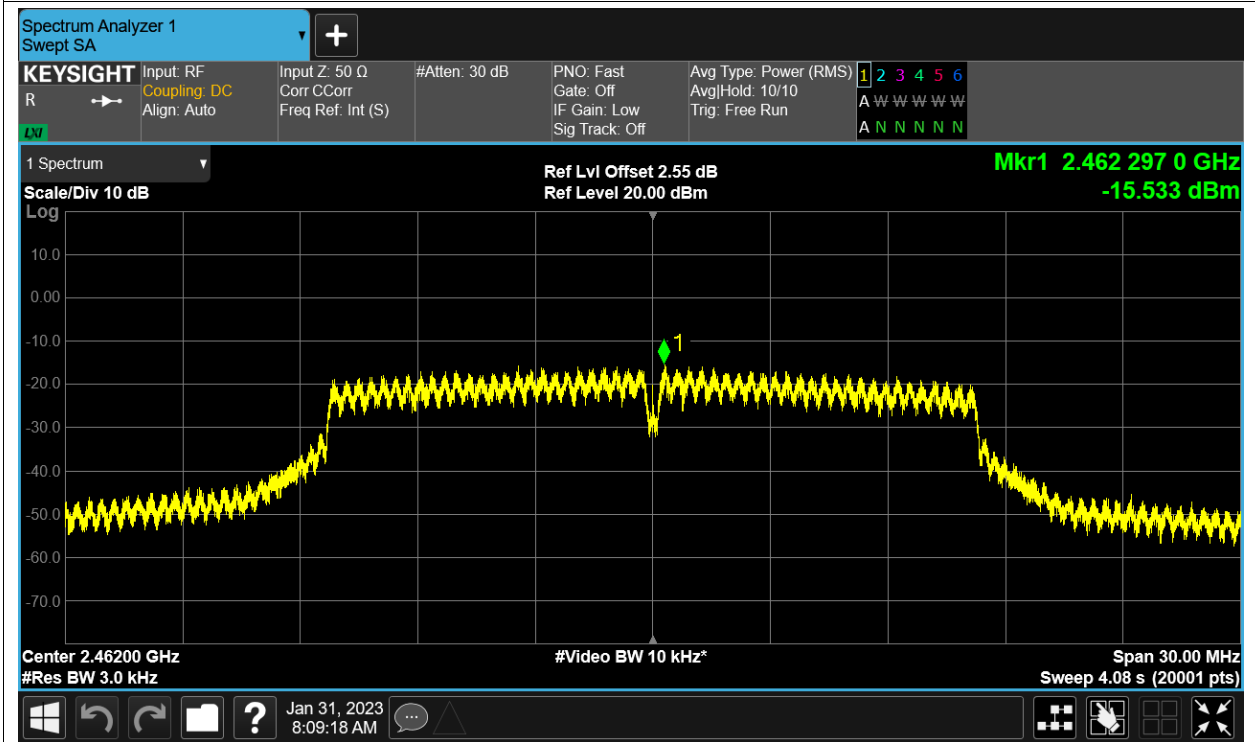 Spectrum Analyzer 1
Swept SA
KEYSIGHT
R
LXI
Input: RF
Coupling: DC
Align: Auto
Input Z: 50 Ω
Corr CCorr
Freq Ref: Int (S)
#Atten: 30 dB
PNO: Fast
Gate: Off
IF Gain: Low
Sig Track: Off
Avg Type: Power (RMS)
Avg|Hold: 10/10
Trig: Free Run
1 2 3 4 5 6
A W W W W W
A N N N N N
1 Spectrum
Scale/Div 10 dB
Log
Ref Lvl Offset 2.55 dB
Ref Level 20.00 dBm
Mkr1 2.462 297 0 GHz
-15.533 dBm
10.0
0.00
-10.0
-20.0
-30.0
-40.0
-50.0
-60.0
-70.0
1
Center 2.46200 GHz
#Res BW 3.0 kHz
#Video BW 10 kHz*
Span 30.00 MHz
Sweep 4.08 s (20001 pts)
?
Jan 31, 2023
8:09:18 AM